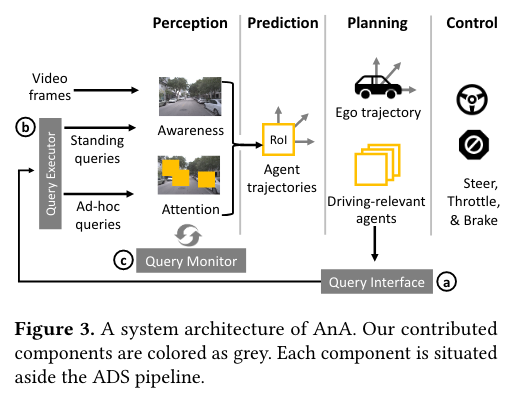 Perception
Prediction
Planning
Control
Video
frames
b
Query Executor
Standing
queries
Ad-hoc
queries
Awareness
Attention
c
Query Monitor
RoI
Agent
trajectories
Ego trajectory
Driving-relevant
agents
Query Interface
a
Steer,
Throttle,
& Brake
Figure 3. A system architecture of AnA. Our contributed
components are colored as grey. Each component is situated
aside the ADS pipeline.